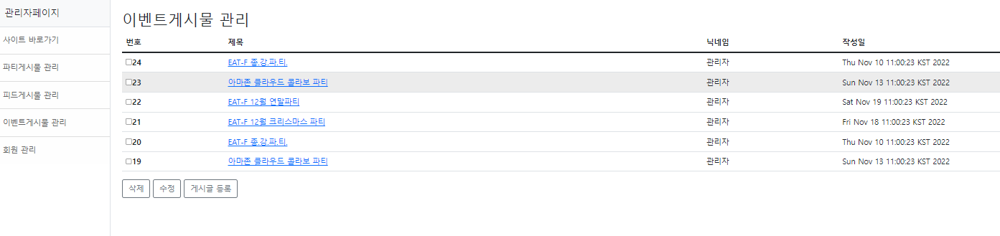 관리자페이지
사이트 바로가기
파티게시물 관리
피드게시물 관리
이벤트게시물 관리
회원 관리
이벤트게시물 관리
번호 제목 닉네임 작성일
24 EAT-F 종.강.파.티. 관리자 Thu Nov 10 11:00:23 KST 2022
23 아마존 클라우드 콜라보 파티 관리자 Sun Nov 13 11:00:23 KST 2022
22 EAT-F 12월 연말파티 관리자 Sat Nov 19 11:00:23 KST 2022
21 EAT-F 12월 크리스마스 파티 관리자 Fri Nov 18 11:00:23 KST 2022
20 EAT-F 종.강.파.티. 관리자 Thu Nov 10 11:00:23 KST 2022
19 아마존 클라우드 콜라보 파티 관리자 Sun Nov 13 11:00:23 KST 2022
삭제 수정 게시글 등록